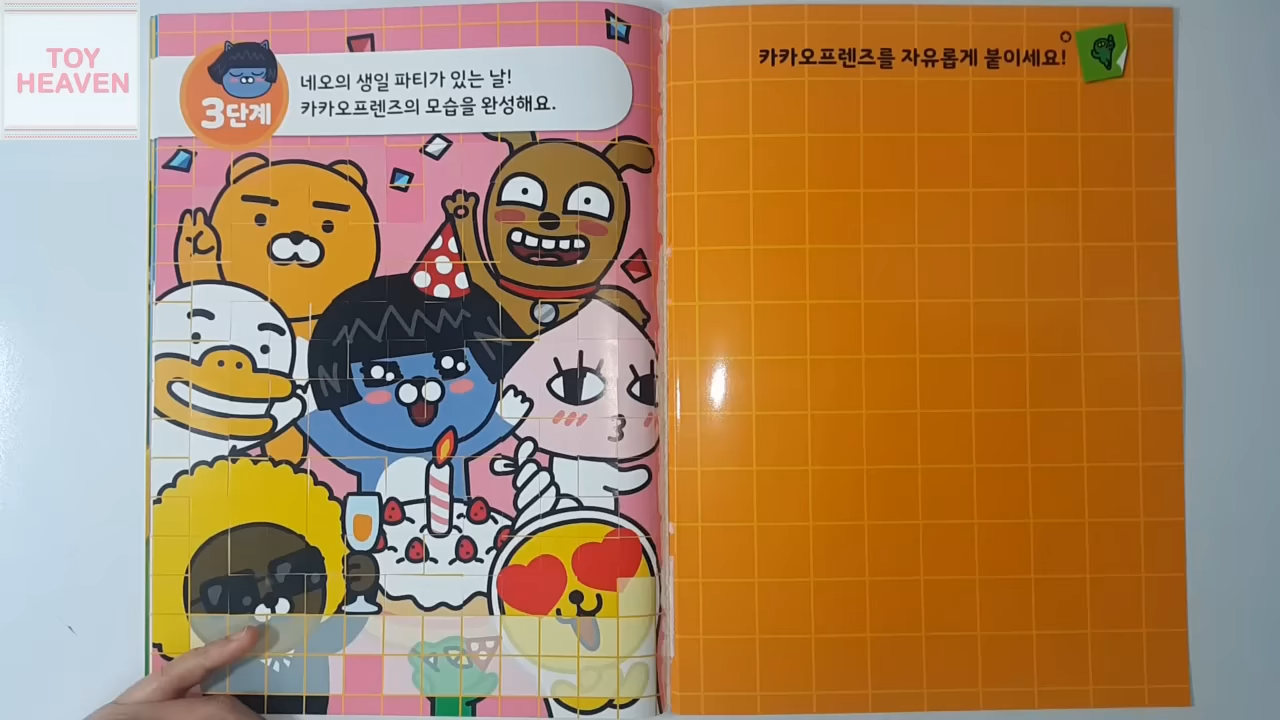 TOY
HEAVEN
3단계
네오의 생일 파티가 있는 날!
카카오프렌즈의 모습을 완성해요.
카카오프렌즈를 자유롭게 붙이세요!